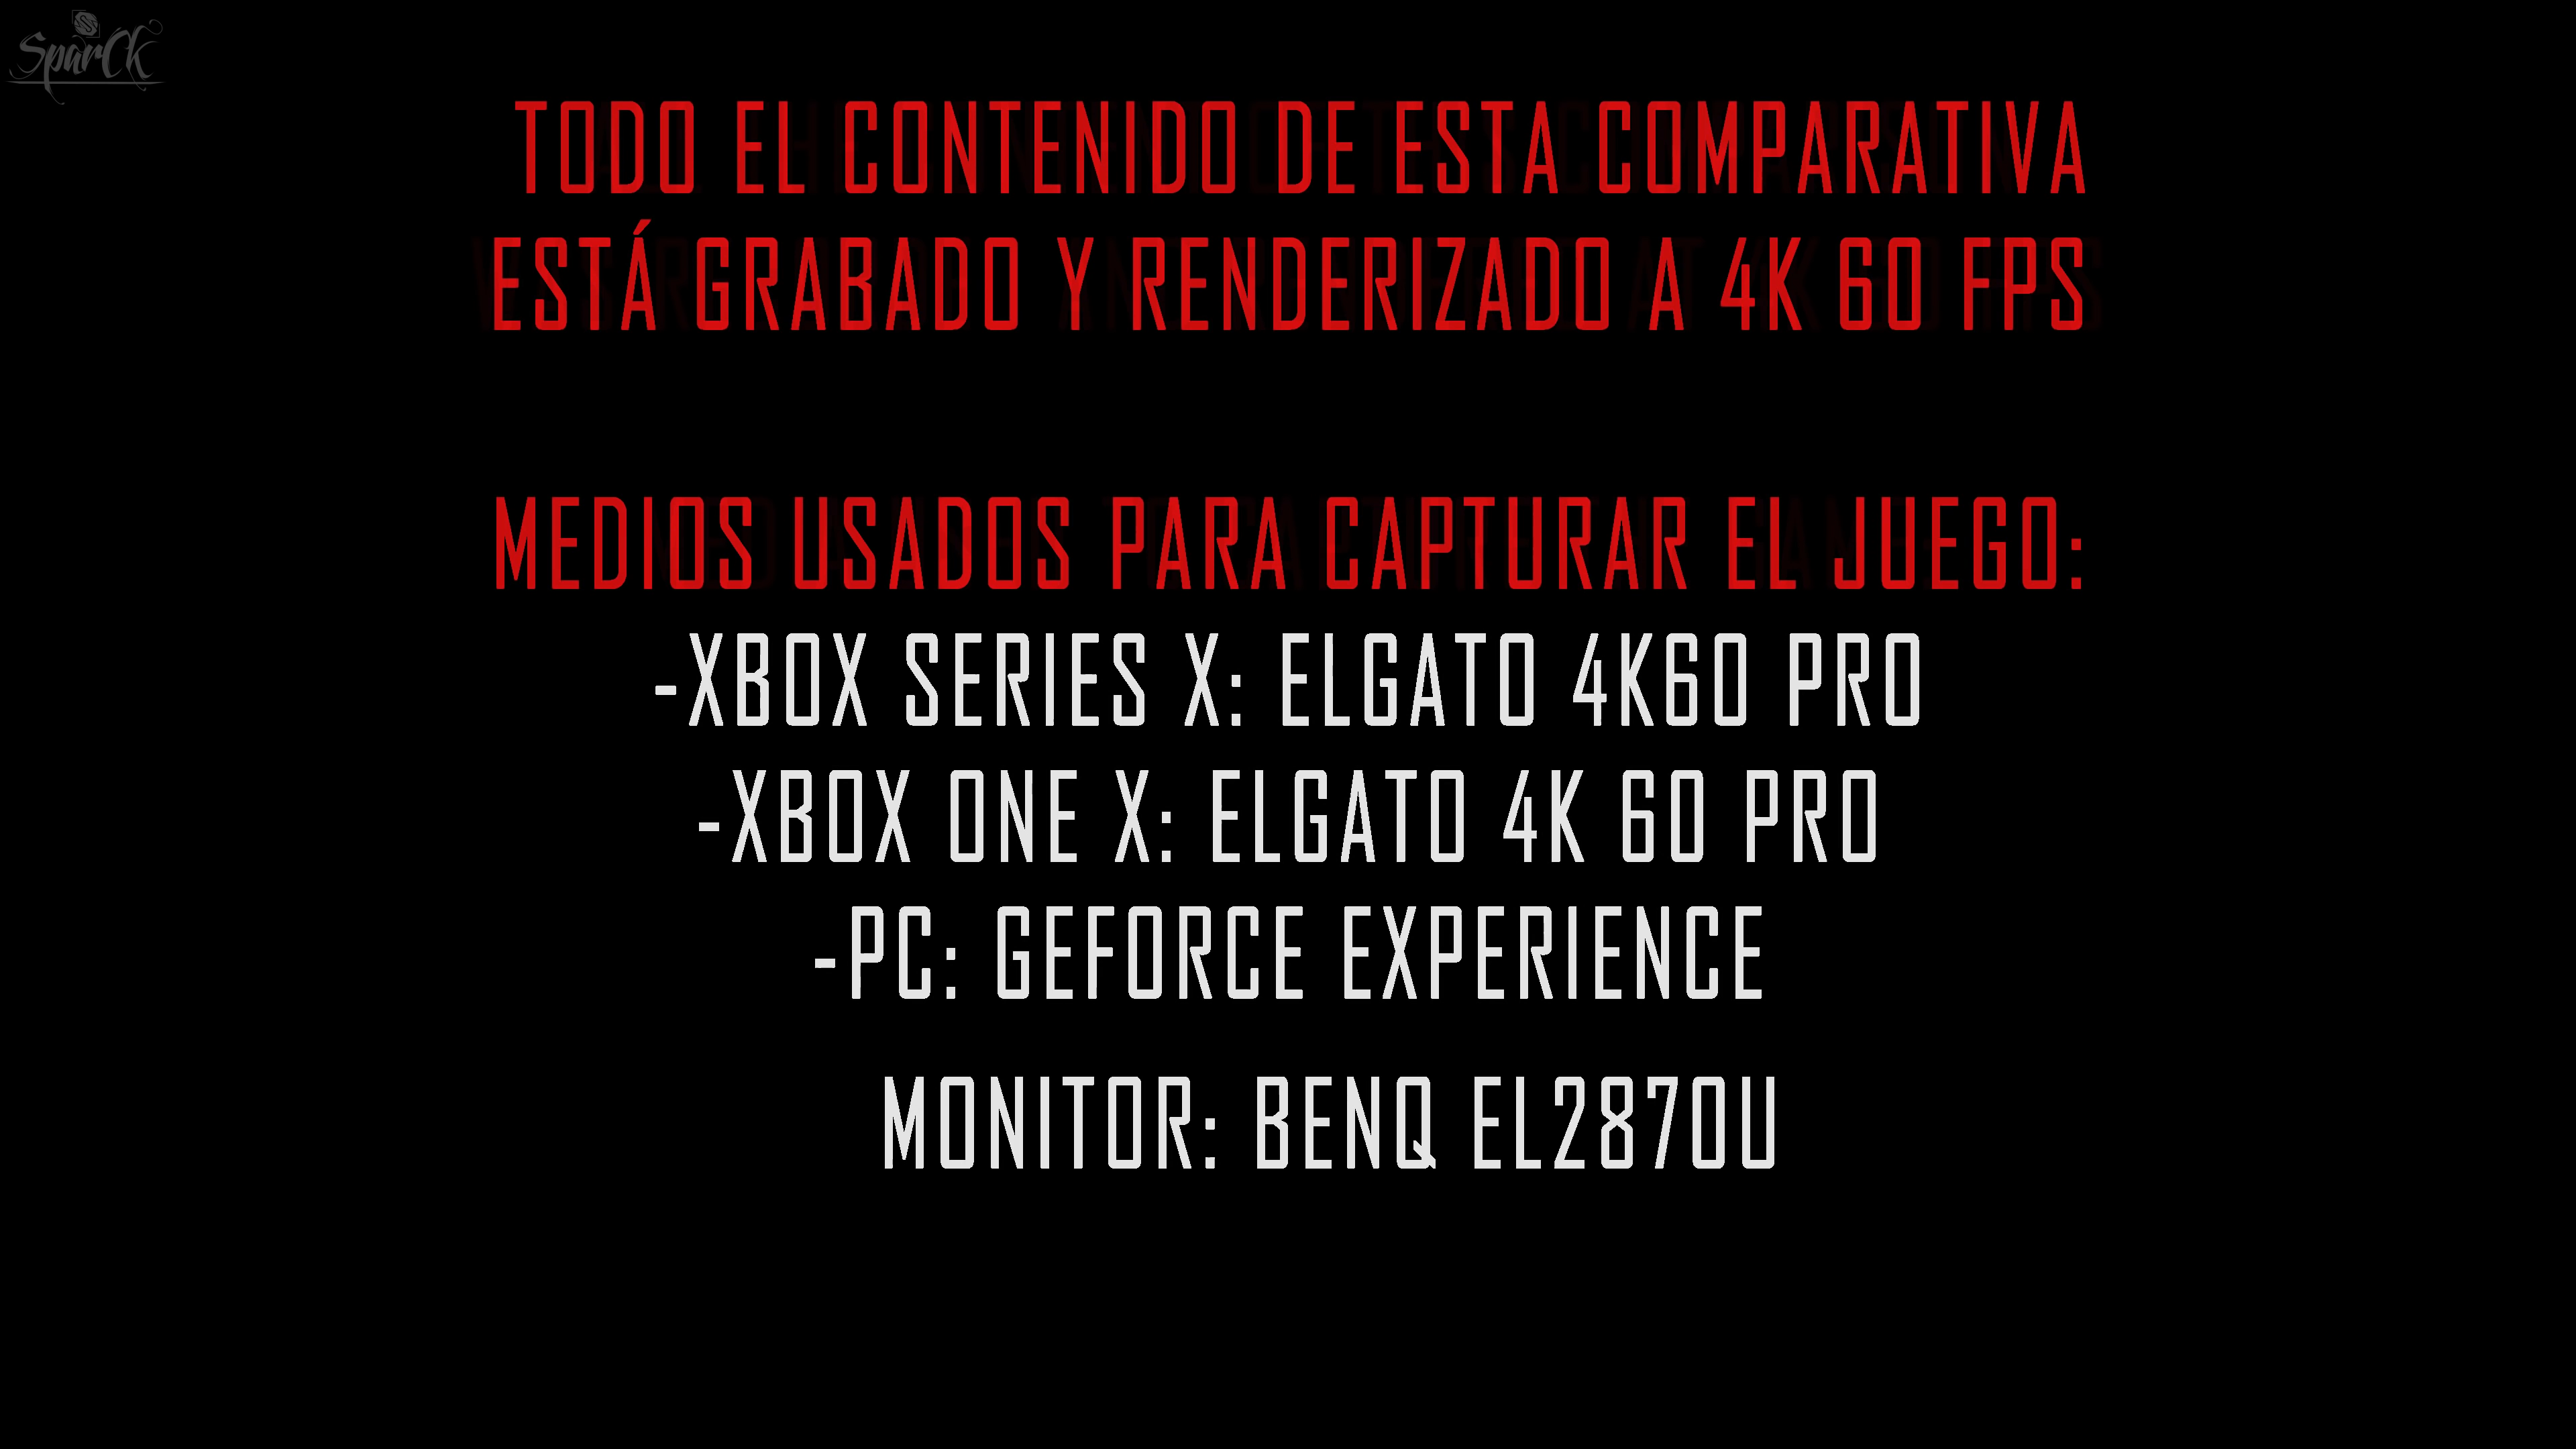 SparCk
TODO EL CONTENIDO DE ESTA COMPARATIVA
ESTÁ GRABADO Y RENDERIZADO A 4K 60 FPS
MEDIOS USADOS PARA CAPTURAR EL JUEGO:
-XBOX SERIES X: ELGATO 4K60 PRO
-XBOX ONE X: ELGATO 4K 60 PRO
-PC: GEFORCE EXPERIENCE
MONITOR: BENQ EL2870U